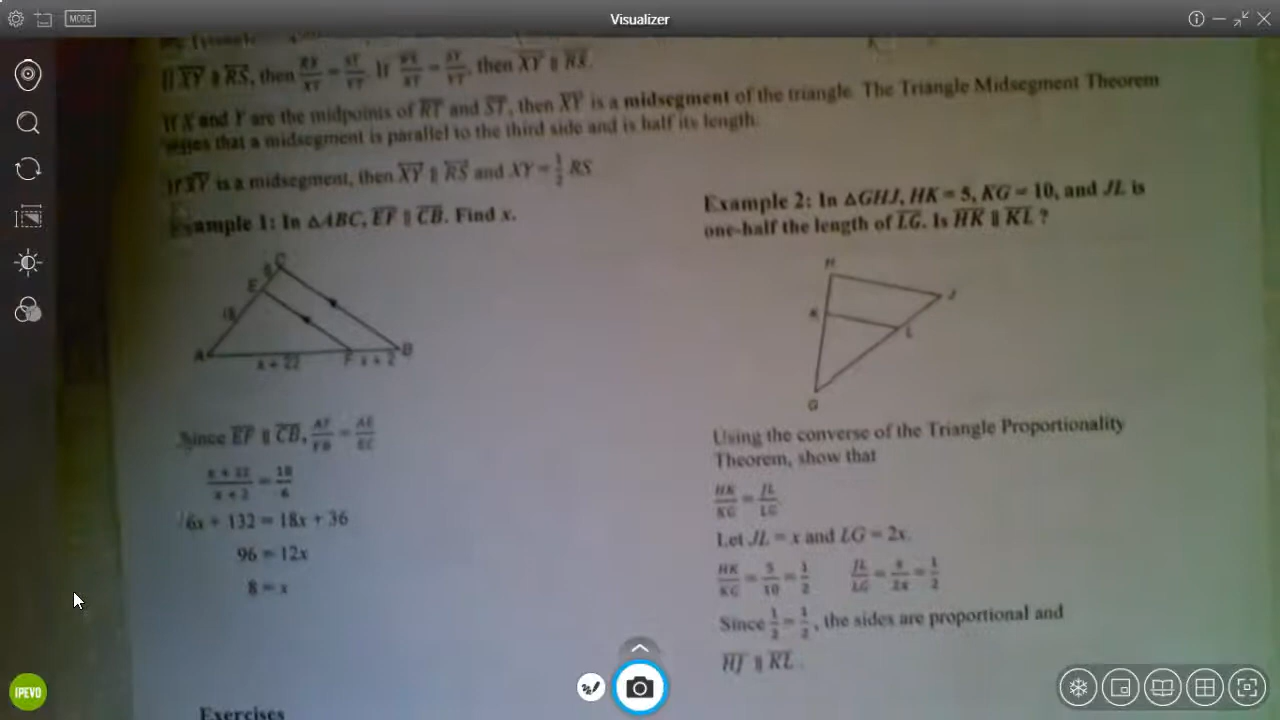 MODE
Visualizer
If XY ∥ RS, then RX/XT = SY/YT. If RX/XT = SY/YT, then XY ∥ RS.
If X and Y are the midpoints of RT and ST, then XY is a midsegment of the triangle. The Triangle Midsegment Theorem
states that a midsegment is parallel to the third side and is half its length.
If XY is a midsegment, then XY ∥ RS and XY = 1/2 RS
Example 1: In △ABC, EF ∥ CB. Find x.
Example 2: In △GHJ, HK = 5, KG = 10, and JL is
one-half the length of LG. Is HK ∥ KL ?
C
E
18
A
x + 22
F
x + 2
B
H
J
K
L
G
Since EF ∥ CB, AF/FB = AE/EC
x + 22/x + 2 = 18/6
6x + 132 = 18x + 36
96 = 12x
8 = x
Using the converse of the Triangle Proportionality
Theorem, show that
HK/KG = JL/LG
Let JL = x and LG = 2x.
HK/KG = 5/10 = 1/2 JL/LG = x/2x = 1/2
Since 1/2 = 1/2, the sides are proportional and
HJ ∥ KL.
Exercises
IPEVO